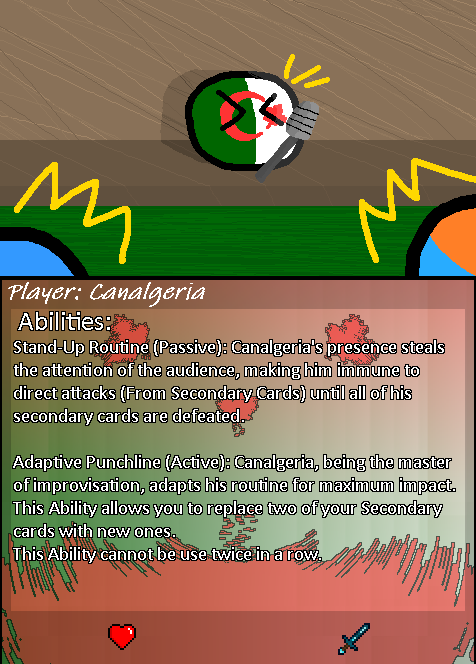 Player: Canalgeria
Abilities:
Stand-Up Routine (Passive): Canalgeria's presence steals
the attention of the audience, making him immune to
direct attacks (From Secondary Cards) until all of his
secondary cards are defeated.
Adaptive Punchline (Active): Canalgeria, being the master
of improvisation, adapts his routine for maximum impact.
This Ability allows you to replace two of your Secondary
cards with new ones.
This Ability cannot be use twice in a row.